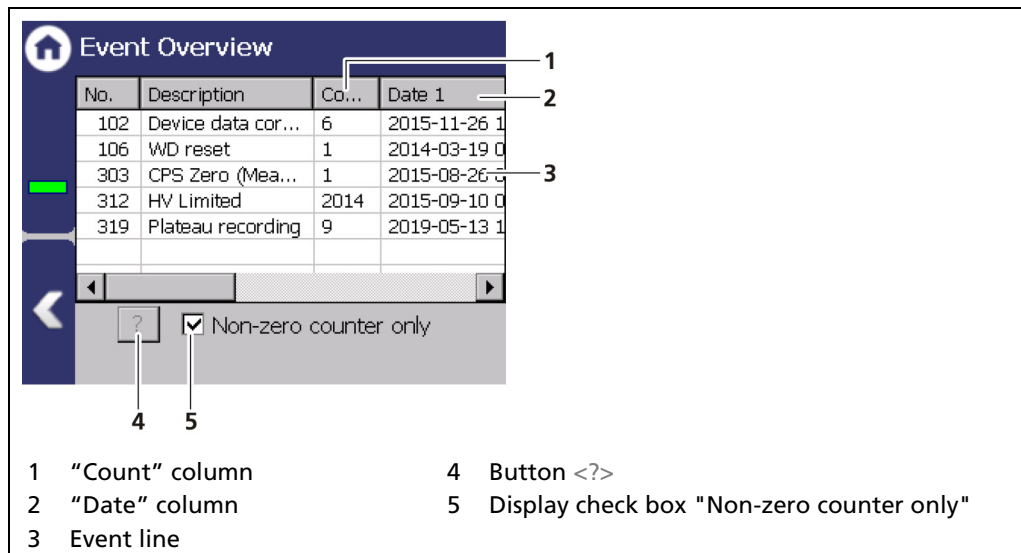 Event Overview
1
No. Description Co... Date 1
2
102 Device data cor... 6 2015-11-26 1
106 WD reset 1 2014-03-19 0
303 CPS Zero (Mea... 1 2015-08-26
3
312 HV Limited 2014 2015-09-10 0
319 Plateau recording 9 2019-05-13 1
? Non-zero counter only
4 5
1 “Count” column
2 “Date” column
3 Event line
4 Button <?>
5 Display check box "Non-zero counter only"